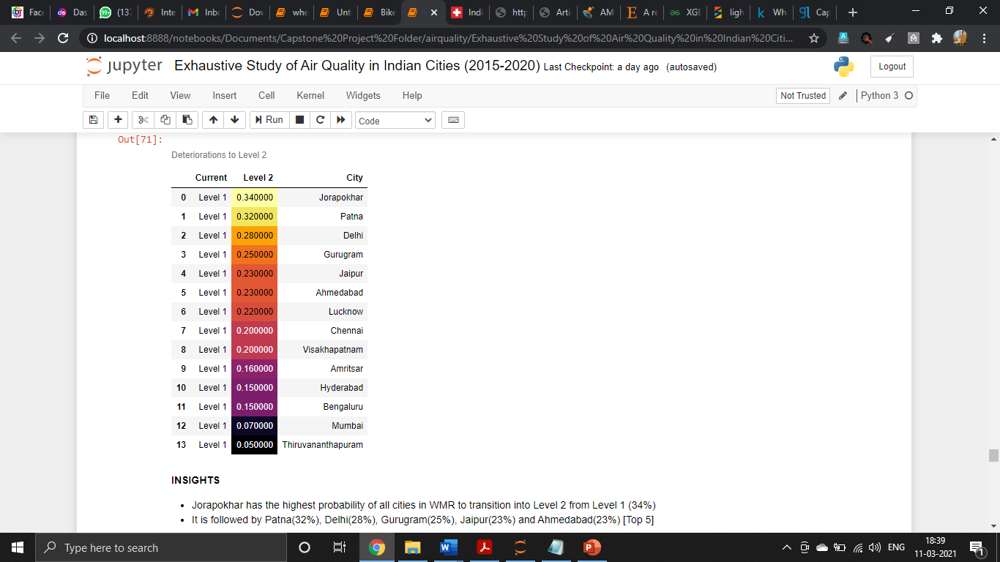 Face
Das
99+ (137
Inte
Inbo
Dov
whe
Unt
Bike
Indi
http
Arti
AM
A re
XGE
ligh
Wh
Cap
localhost:8888/notebooks/Documents/Capstone%20Project%20Folder/airquality/Exhaustive%20Study%20of%20Air%20Quality%20in%20Indian%20Citi...
jupyter Exhaustive Study of Air Quality in Indian Cities (2015-2020) Last Checkpoint: a day ago (autosaved)
Logout
File Edit View Insert Cell Kernel Widgets Help
Not Trusted Python 3
Run Code
Out[71]:
Deteriorations to Level 2
Current Level 2 City
0 Level 1 0.340000 Jorapokhar
1 Level 1 0.320000 Patna
2 Level 1 0.280000 Delhi
3 Level 1 0.250000 Gurugram
4 Level 1 0.230000 Jaipur
5 Level 1 0.230000 Ahmedabad
6 Level 1 0.220000 Lucknow
7 Level 1 0.200000 Chennai
8 Level 1 0.200000 Visakhapatnam
9 Level 1 0.160000 Amritsar
10 Level 1 0.150000 Hyderabad
11 Level 1 0.150000 Bengaluru
12 Level 1 0.070000 Mumbai
13 Level 1 0.050000 Thiruvananthapuram
INSIGHTS
• Jorapokhar has the highest probability of all cities in WMR to transition into Level 2 from Level 1 (34%)
• It is followed by Patna(32%), Delhi(28%), Gurugram(25%), Jaipur(23%) and Ahmedabad(23%) [Top 5]
Type here to search
ENG
18:39
11-03-2021